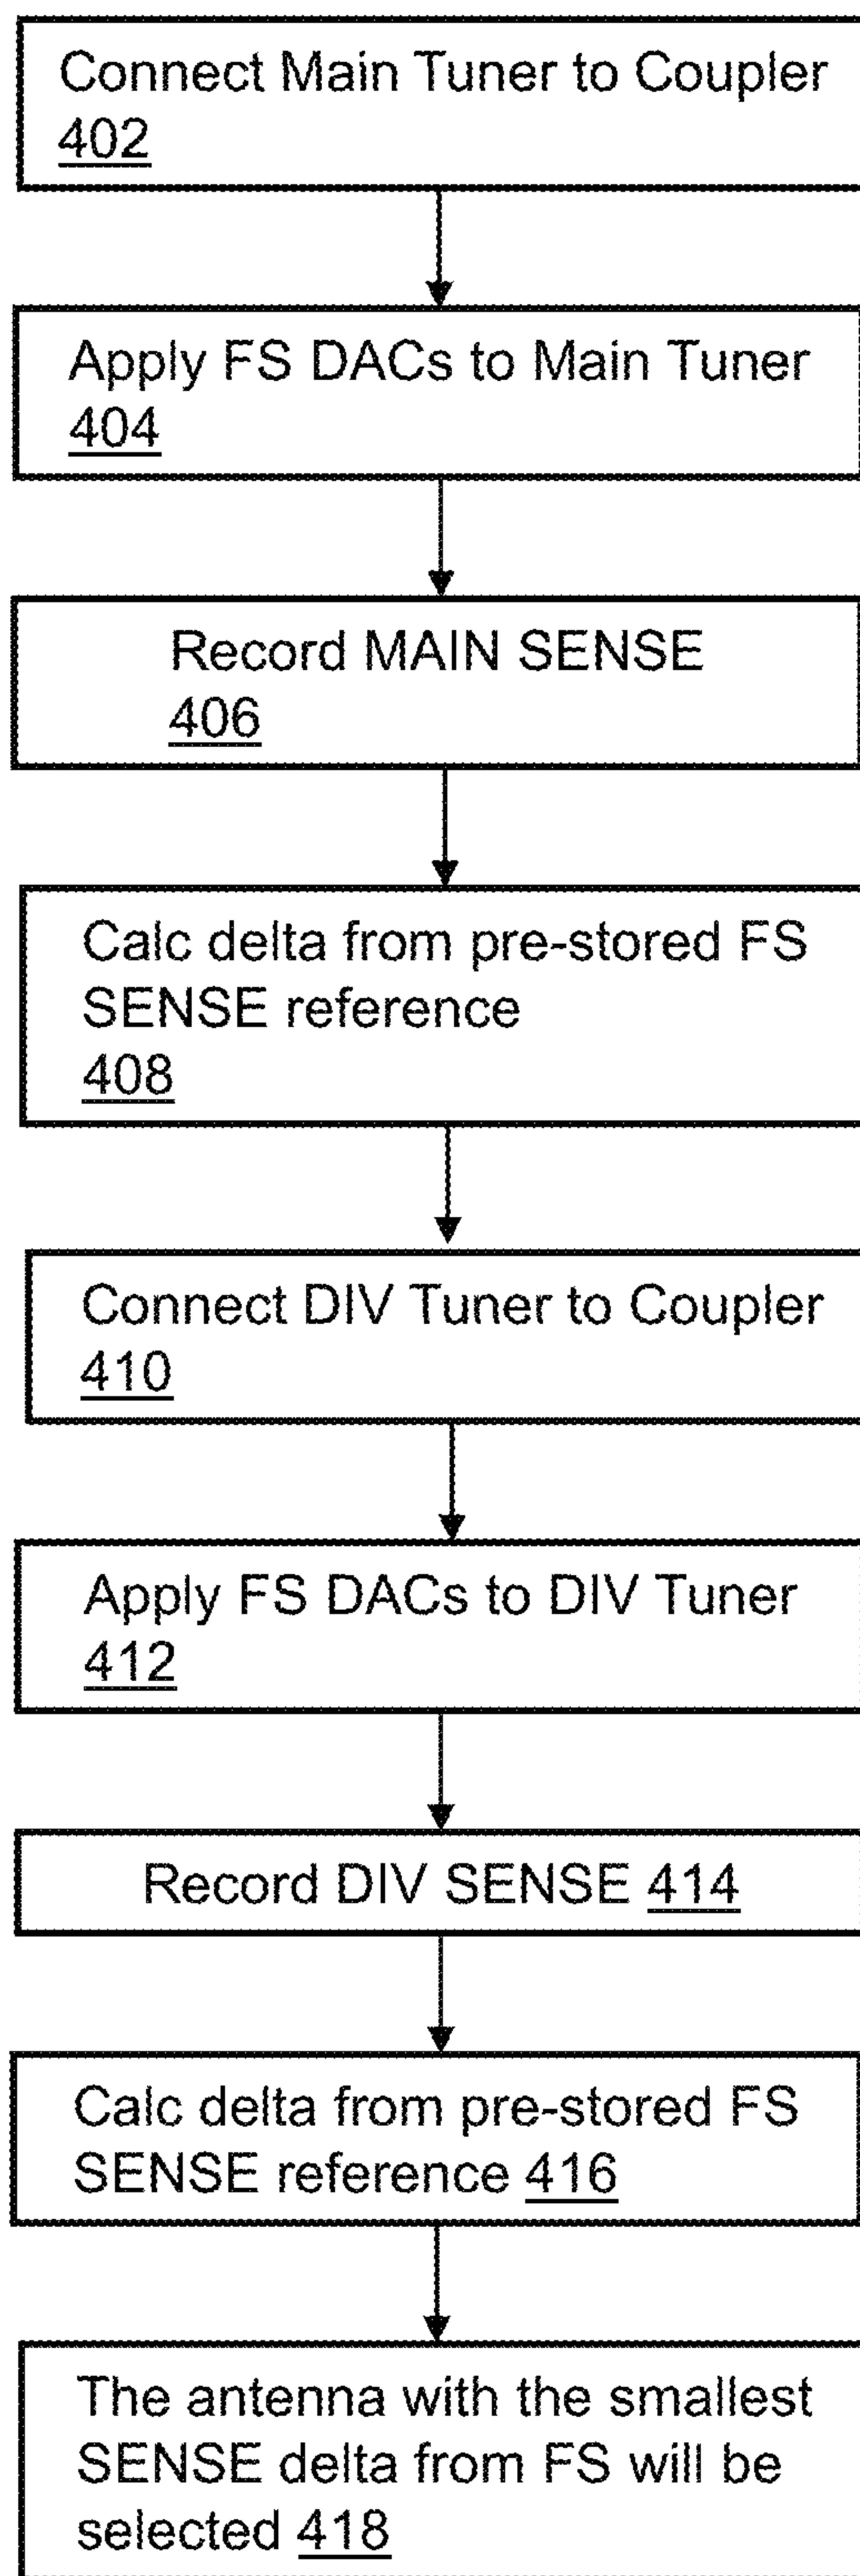 Connect Main Tuner to Coupler
402
Apply FS DACs to Main Tuner
404
Record MAIN SENSE
406
Calc delta from pre-stored FS
SENSE reference
408
Connect DIV Tuner to Coupler
410
Apply FS DACs to DIV Tuner
412
Record DIV SENSE 414
Calc delta from pre-stored FS
SENSE reference 416
The antenna with the smallest
SENSE delta from FS will be
selected 418